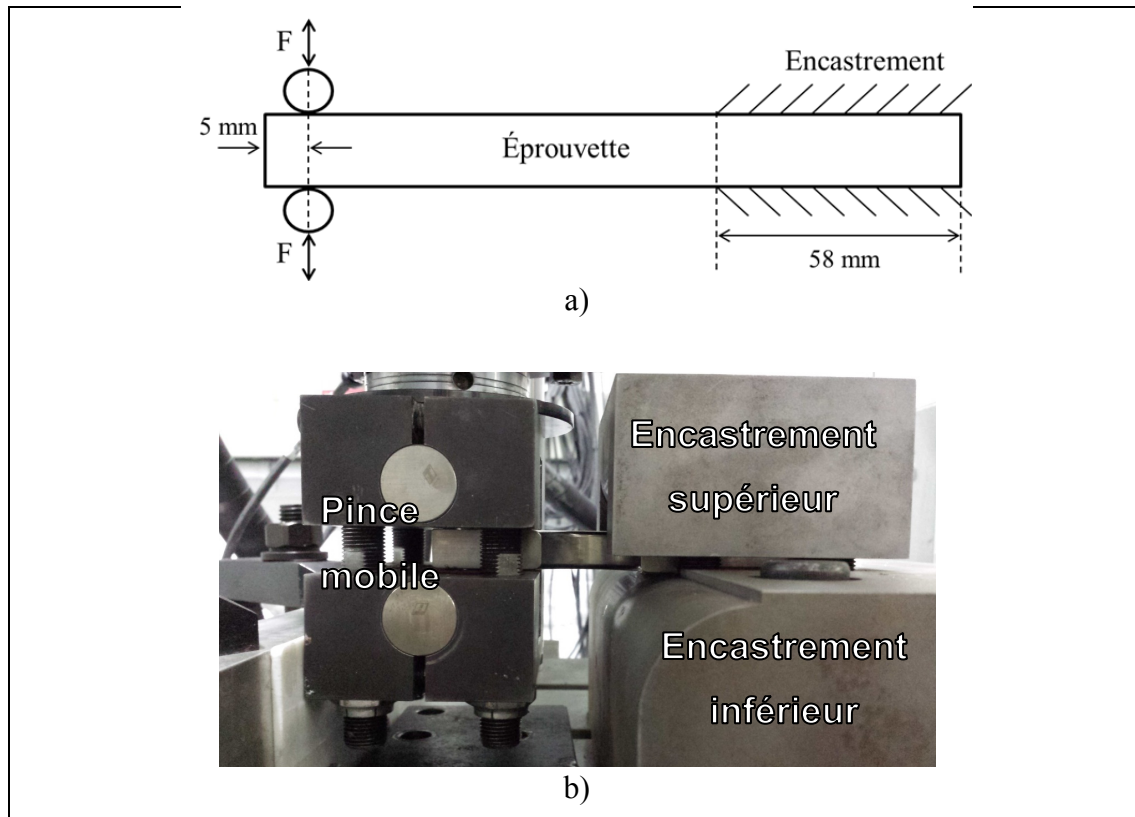 F
Encastrement
5 mm
Éprouvette
F
58 mm
a)
Encastrement
supérieur
Pince
mobile
Encastrement
inférieur
b)